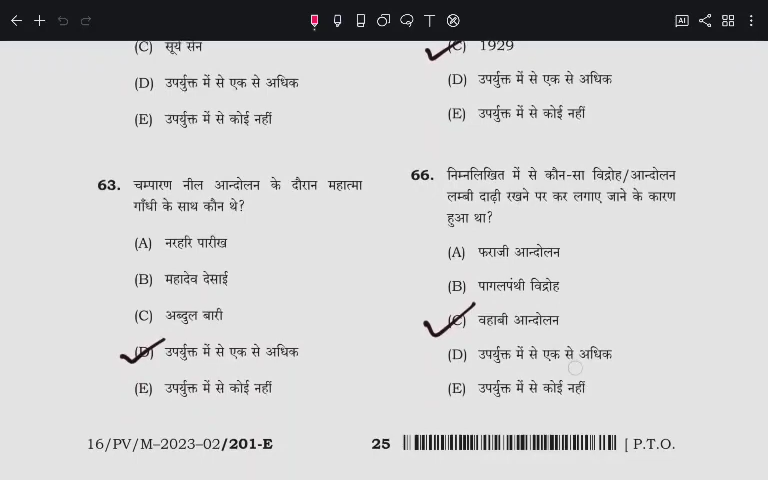 AI
(C) सूर्य सेन
(D) उपर्युक्त में से एक से अधिक
(E) उपर्युक्त में से कोई नहीं
63. चम्पारण नील आन्दोलन के दौरान महात्मा
गाँधी के साथ कौन थे?
(A) नरहरि पारीख
(B) महादेव देसाई
(C) अब्दुल बारी
(D) उपर्युक्त में से एक से अधिक
(E) उपर्युक्त में से कोई नहीं
(C) 1929
(D) उपर्युक्त में से एक से अधिक
(E) उपर्युक्त में से कोई नहीं
66. निम्नलिखित में से कौन-सा विद्रोह/आन्दोलन
लम्बी दाढ़ी रखने पर कर लगाए जाने के कारण
हुआ था?
(A) फराजी आन्दोलन
(B) पागलपंथी विद्रोह
(C) वहाबी आन्दोलन
(D) उपर्युक्त में से एक से अधिक
(E) उपर्युक्त में से कोई नहीं
16/PV/M–2023–02/201-E 25 [ P.T.O.